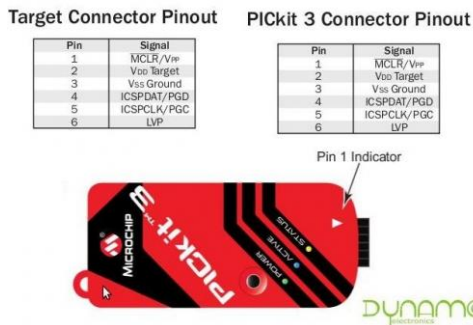 Target Connector Pinout
Pin Signal
1 MCLR/VPP
2 VDD Target
3 VSS Ground
4 ICSPDAT/PGD
5 ICSPCLK/PGC
6 LVP
PICkit 3 Connector Pinout
Pin Signal
1 MCLR/VPP
2 VDD Target
3 VSS Ground
4 ICSPDAT/PGD
5 ICSPCLK/PGC
6 LVP
Pin 1 Indicator
MICROCHIP
PICkit™ 3
POWER
ACTIVE
STATUS
DYNAMO
electronics